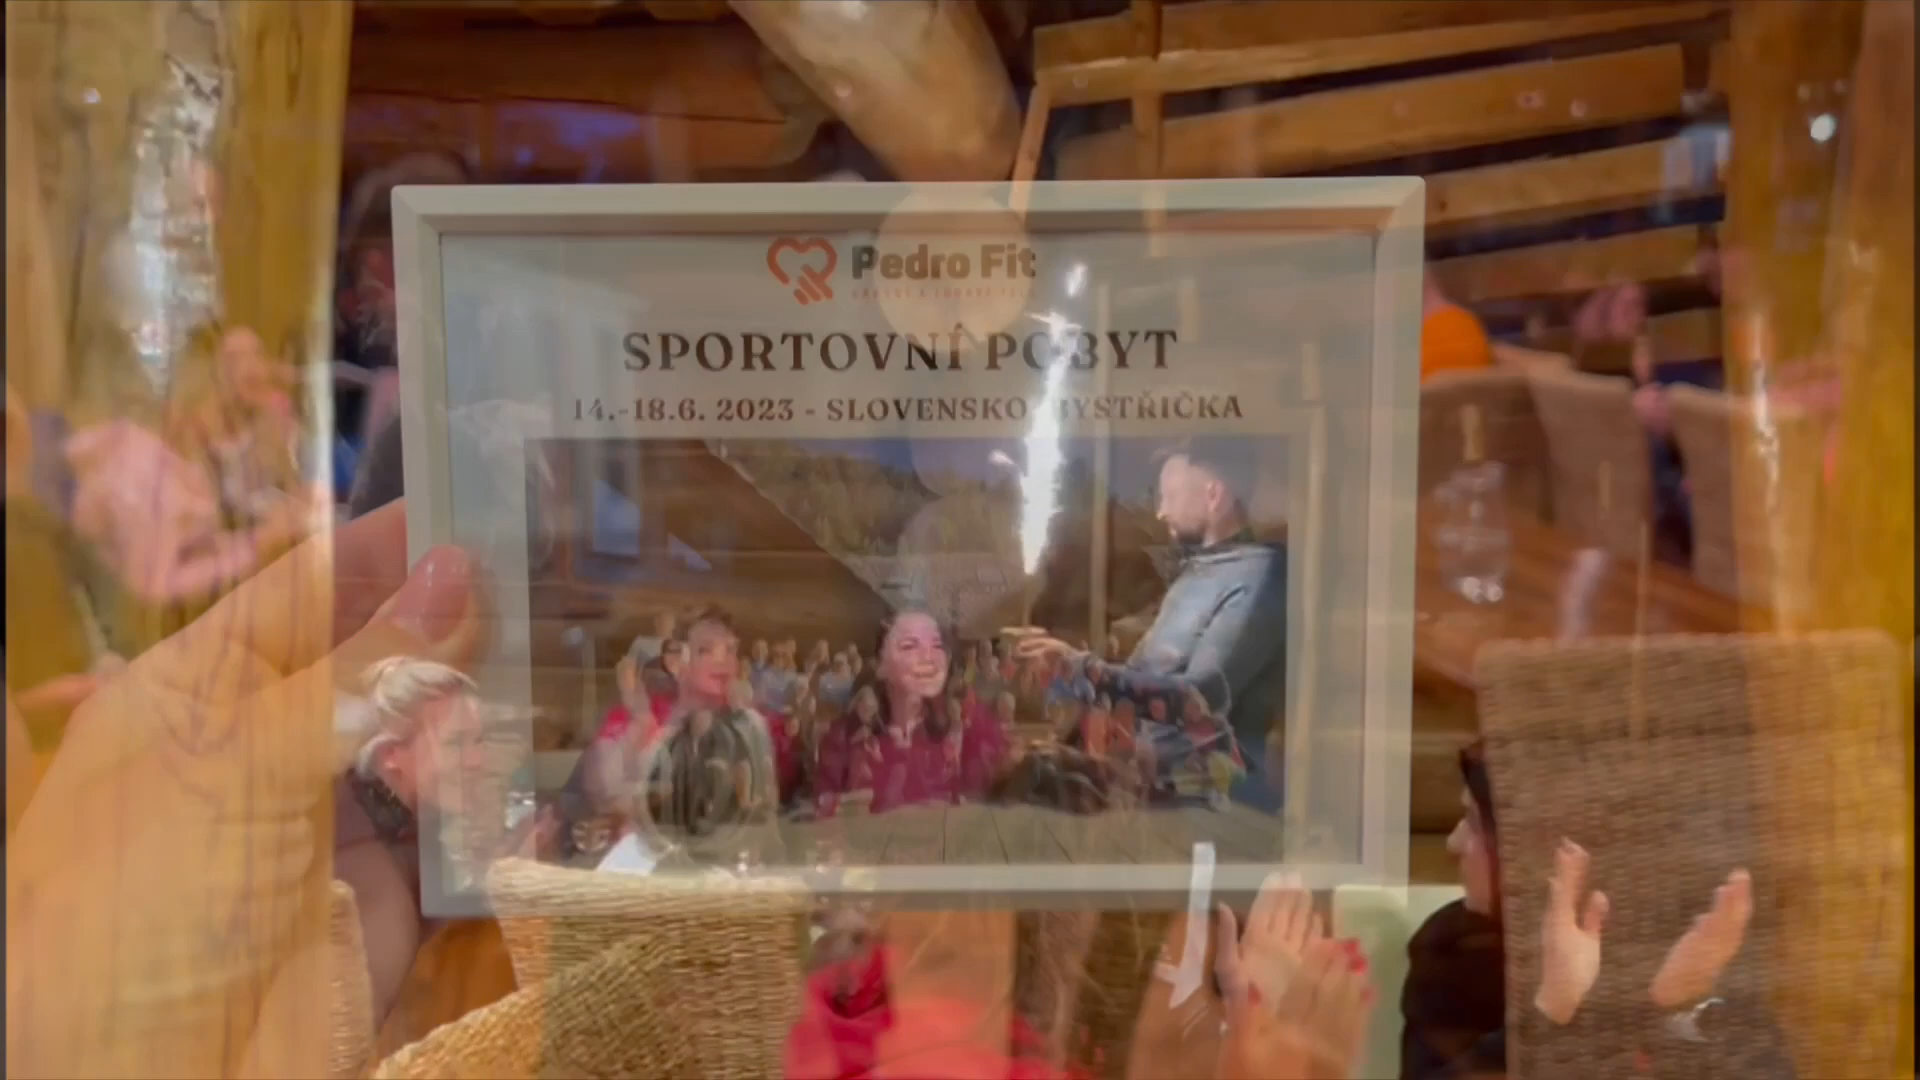 Pedro Fit
SPORTOVNÍ POBYT
14.-18.6. 2023 - SLOVENSKO BYSTŘIČKA